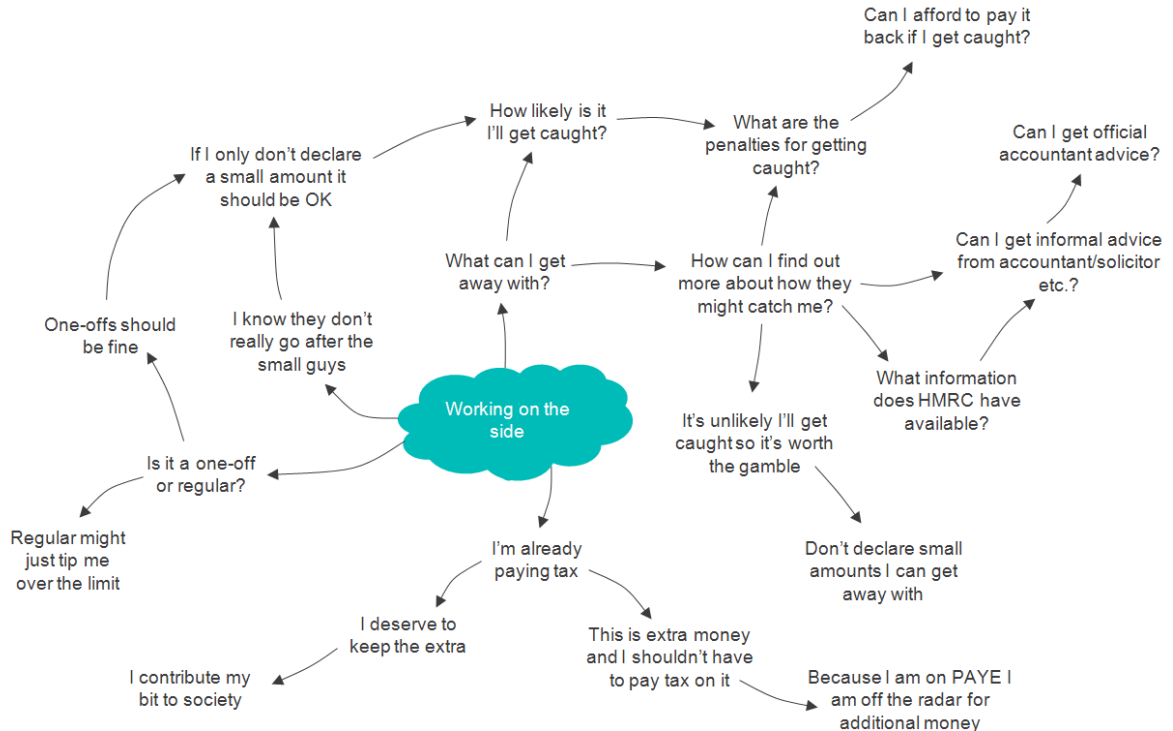 Can I afford to pay it
back if I get caught?
How likely is it
I'll get caught?
What are the
penalties for getting
caught?
Can I get official
accountant advice?
If I only don't declare
a small amount it
should be OK
What can I get
away with?
How can I find out
more about how they
might catch me?
Can I get informal advice
from accountant/solicitor
etc.?
One-offs should
be fine
I know they don't
really go after the
small guys
What information
does HMRC have
available?
Working on the
side
It's unlikely I'll get
caught so it's worth
the gamble
Is it a one-off
or regular?
Regular might
just tip me
over the limit
I'm already
paying tax
Don't declare small
amounts I can get
away with
I deserve to
keep the extra
This is extra money
and I shouldn't have
to pay tax on it
I contribute my
bit to society
Because I am on PAYE I
am off the radar for
additional money